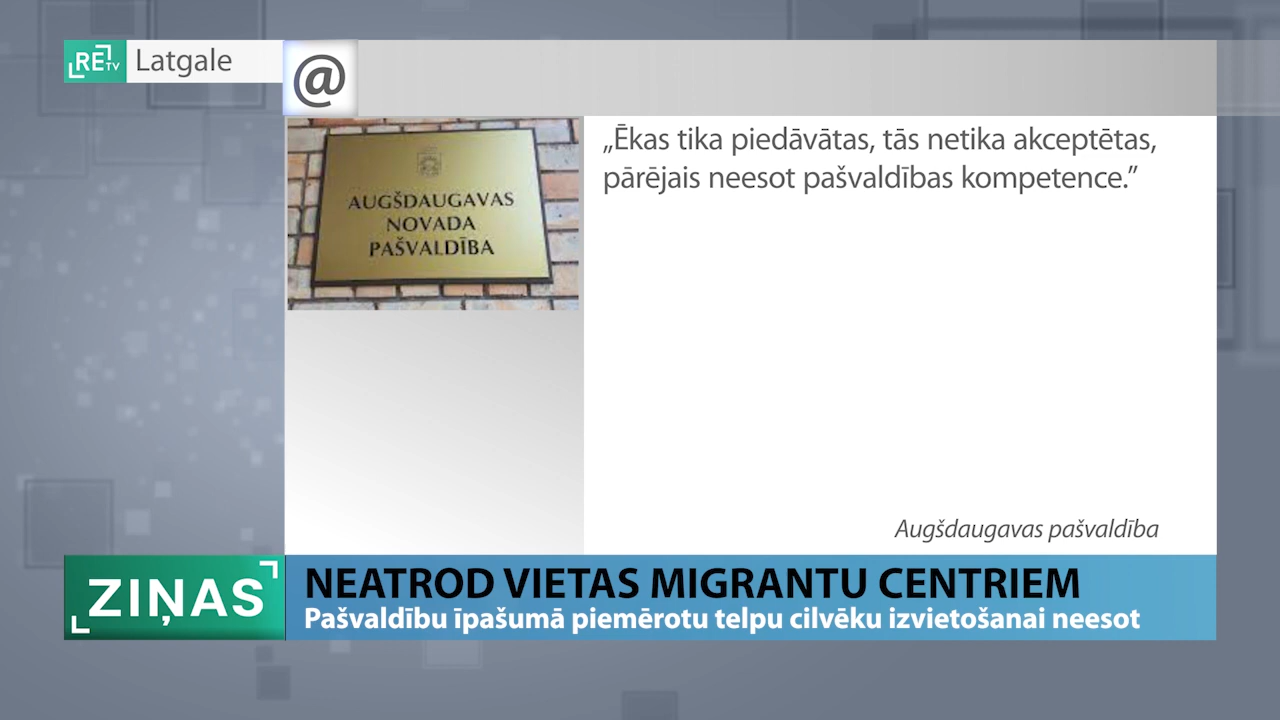 RE TV Latgale
@
AUGŠDAUGAVAS
NOVADA
PAŠVALDĪBA
„Ēkas tika piedāvātas, tās netika akceptētas,
pārējais neesot pašvaldības kompetence.”
Augšdaugavas pašvaldība
ZIŅAS
NEATROD VIETAS MIGRANTU CENTRIEM
Pašvaldību īpašumā piemērotu telpu cilvēku izvietošanai neesot